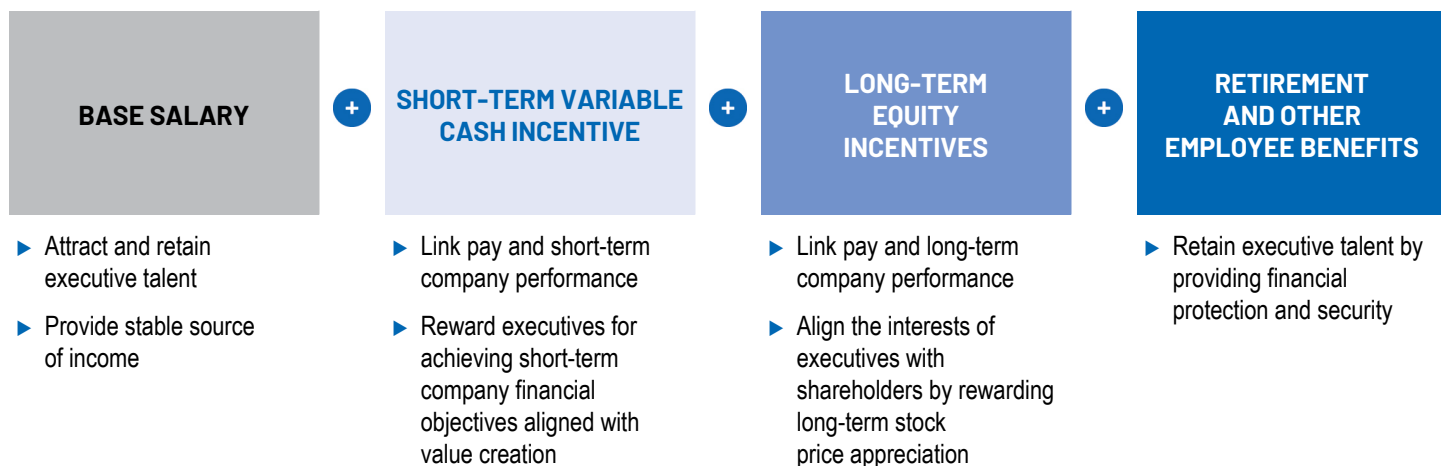 BASE SALARY
+
SHORT-TERM VARIABLE
CASH INCENTIVE
+
LONG-TERM
EQUITY
INCENTIVES
+
RETIREMENT
AND OTHER
EMPLOYEE BENEFITS
Attract and retain
executive talent
Provide stable source
of income
Link pay and short-term
company performance
Reward executives for
achieving short-term
company financial
objectives aligned with
value creation
Link pay and long-term
company performance
Align the interests of
executives with
shareholders by rewarding
long-term stock
price appreciation
Retain executive talent by
providing financial
protection and security